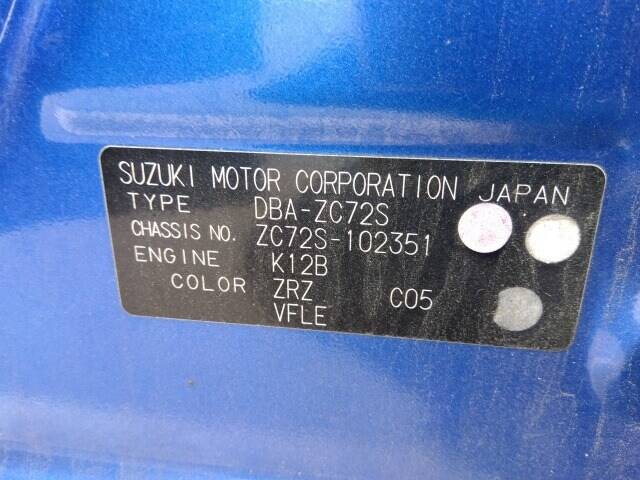 SUZUKI MOTOR CORPORATION JAPAN
TYPE DBA-ZC72S
CHASSIS NO. ZC72S-102351
ENGINE K12B
COLOR ZRZ C05
VFLE